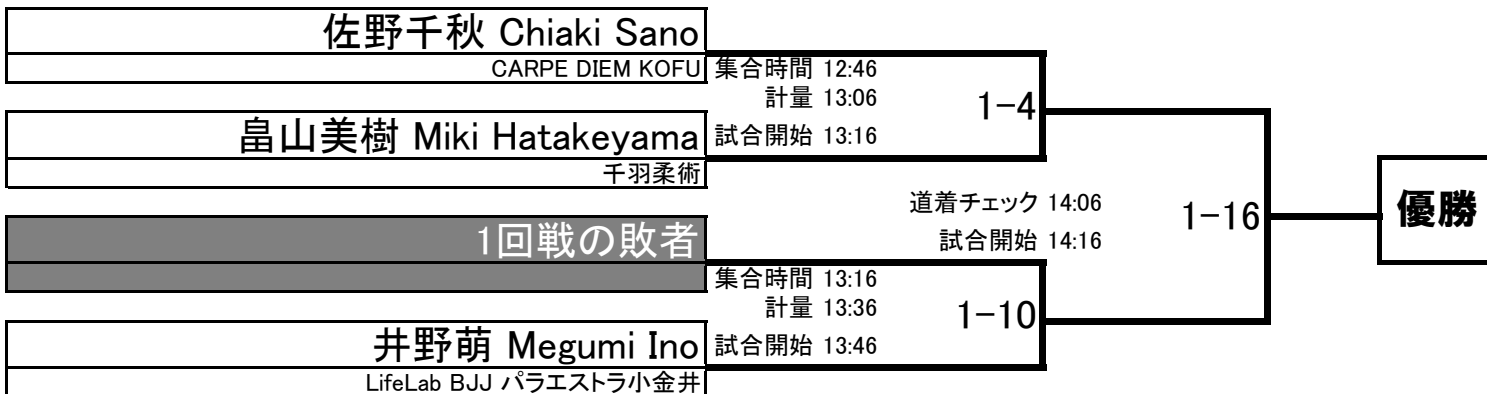 佐野千秋 Chiaki Sano
CARPE DIEM KOFU
集合時間 12:46
計量 13:06
1-4
畠山美樹 Miki Hatakeyama
試合開始 13:16
千羽柔術
道着チェック 14:06
1-16
優勝
1回戦の敗者
試合開始 14:16
集合時間 13:16
計量 13:36
1-10
井野萌 Megumi Ino
試合開始 13:46
LifeLab BJJ パラエストラ小金井